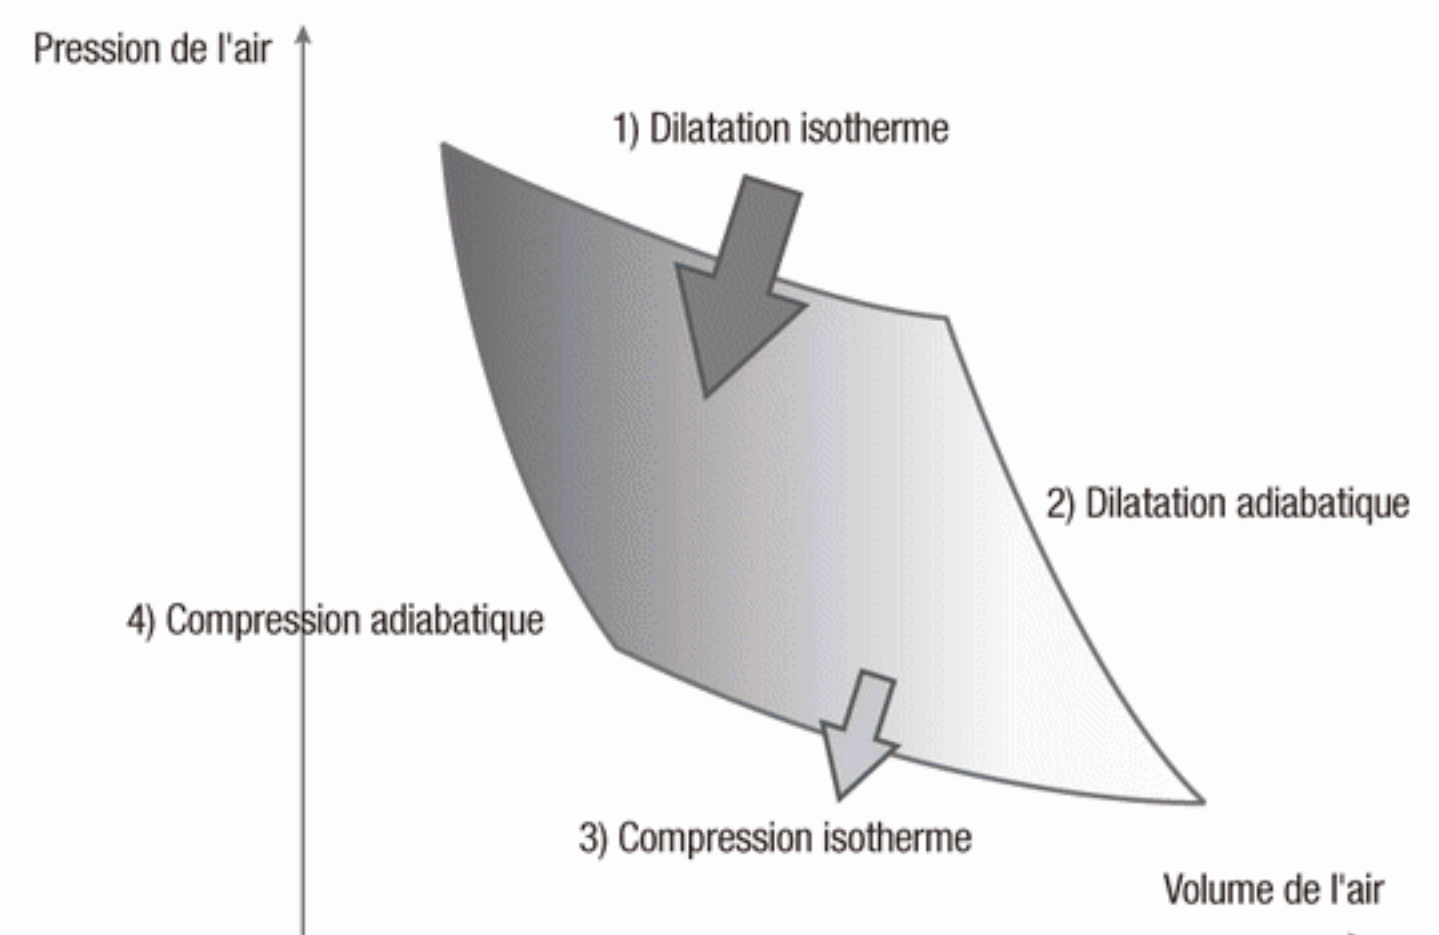 Pression de l'air
1) Dilatation isotherme
2) Dilatation adiabatique
4) Compression adiabatique
3) Compression isotherme
Volume de l'air